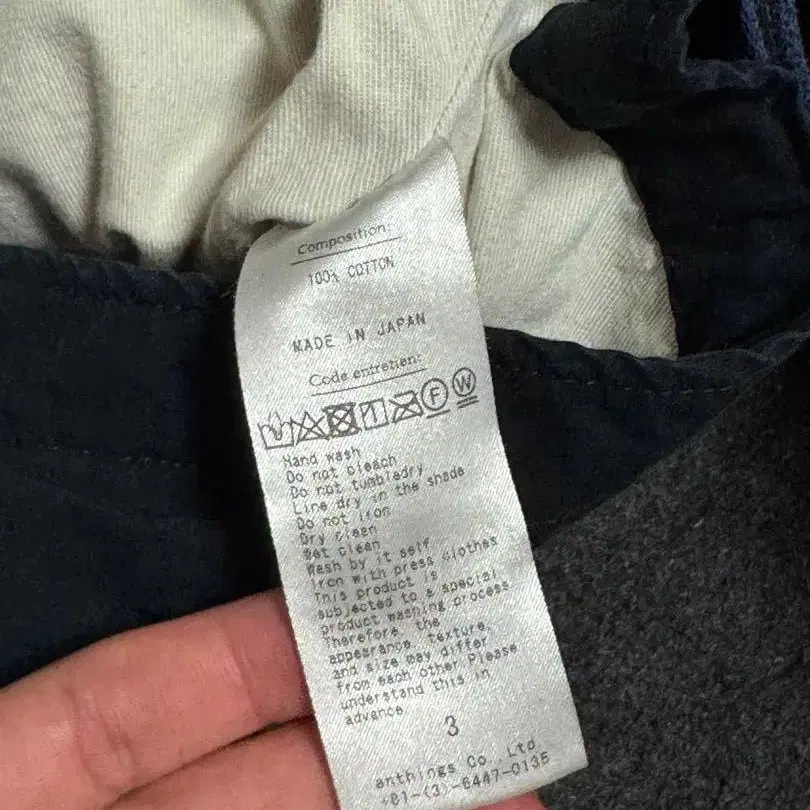 Composition:
100% COTTON
MADE IN JAPAN
Code entretien:
F W
Hand wash
Do not bleach
Do not tumbledry
Line dry in the shade
Do not iron
Dry clean
Wet clean
Wash by it self
Iron with press clothes
This product is
subjected to a special
product washing process
Therefore, the
appearance, texture,
and size may differ
from each other Please
understand this in
advance
3
anthings Co., Ltd
+81-(3)-6447-0135